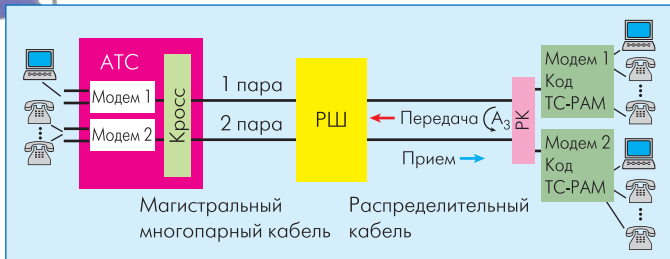 АТС
Модем 1
Модем 2
Кросс
1 пара
2 пара
РШ
Передача
A3
Прием
РК
Модем 1
Код
TC-PAM
Модем 2
Код
TC-PAM
Магистральный
многопарный кабель
Распределительный
кабель